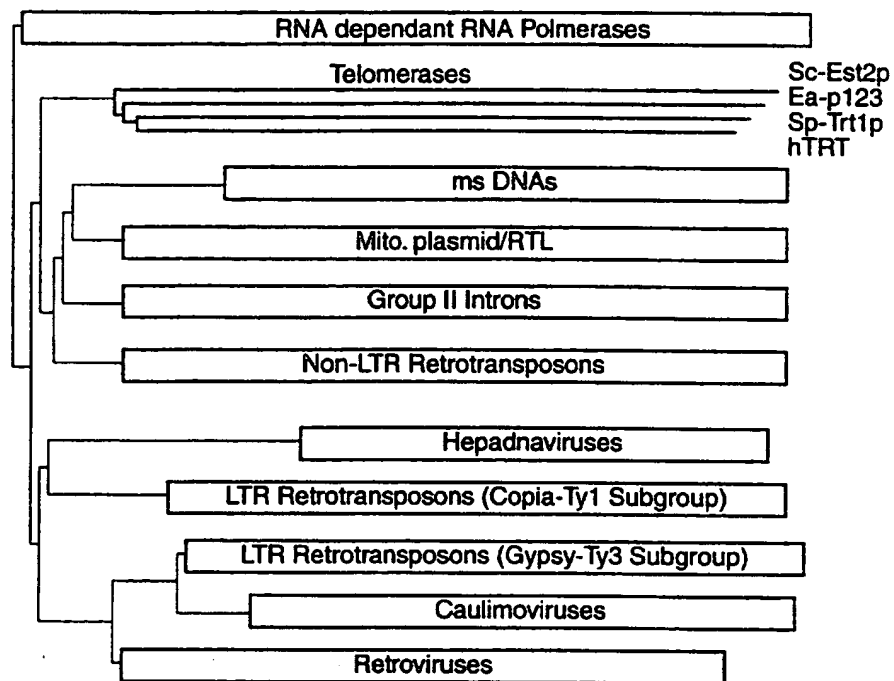 RNA dependant RNA Polmerases
Telomerases
Sc-Est2p
Ea-p123
Sp-Trt1p
hTRT
ms DNAs
Mito. plasmid/RTL
Group II Introns
Non-LTR Retrotransposons
Hepadnaviruses
LTR Retrotransposons (Copia-Ty1 Subgroup)
LTR Retrotransposons (Gypsy-Ty3 Subgroup)
Caulimoviruses
Retroviruses